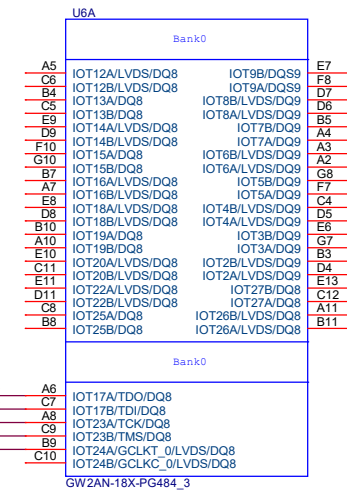 U6A
Bank0
A5 IOT12A/LVDS/DQ8 IOT9B/DQS9 E7
C6 IOT12B/LVDS/DQ8 IOT9A/DQS9 F8
B4 IOT13A/DQ8 IOT8B/LVDS/DQ9 D7
C5 IOT13B/DQ8 IOT8A/LVDS/DQ9 D6
E9 IOT14A/LVDS/DQ8 IOT7B/DQ9 B5
D9 IOT14B/LVDS/DQ8 IOT7A/DQ9 A4
F10 IOT15A/DQ8 IOT6B/LVDS/DQ9 A3
G10 IOT15B/DQ8 IOT6A/LVDS/DQ9 A2
B7 IOT16A/LVDS/DQ8 IOT5B/DQ9 G8
A7 IOT16B/LVDS/DQ8 IOT5A/DQ9 F7
E8 IOT18A/LVDS/DQ8 IOT4B/LVDS/DQ9 C4
D8 IOT18B/LVDS/DQ8 IOT4A/LVDS/DQ9 D5
B10 IOT19A/DQ8 IOT3B/DQ9 E6
A10 IOT19B/DQ8 IOT3A/DQ9 G7
E10 IOT20A/LVDS/DQ8 IOT2B/LVDS/DQ9 B3
C11 IOT20B/LVDS/DQ8 IOT2A/LVDS/DQ9 D4
E11 IOT22A/LVDS/DQ8 IOT27B/DQ8 E13
D11 IOT22B/LVDS/DQ8 IOT27A/DQ8 C12
C8 IOT25A/DQ8 IOT26B/LVDS/DQ8 A11
B8 IOT25B/DQ8 IOT26A/LVDS/DQ8 B11
Bank0
A6 IOT17A/TDO/DQ8
C7 IOT17B/TDI/DQ8
A8 IOT23A/TCK/DQ8
C9 IOT23B/TMS/DQ8
B9 IOT24A/GCLKT_0/LVDS/DQ8
C10 IOT24B/GCLKC_0/LVDS/DQ8
GW2AN-18X-PG484_3